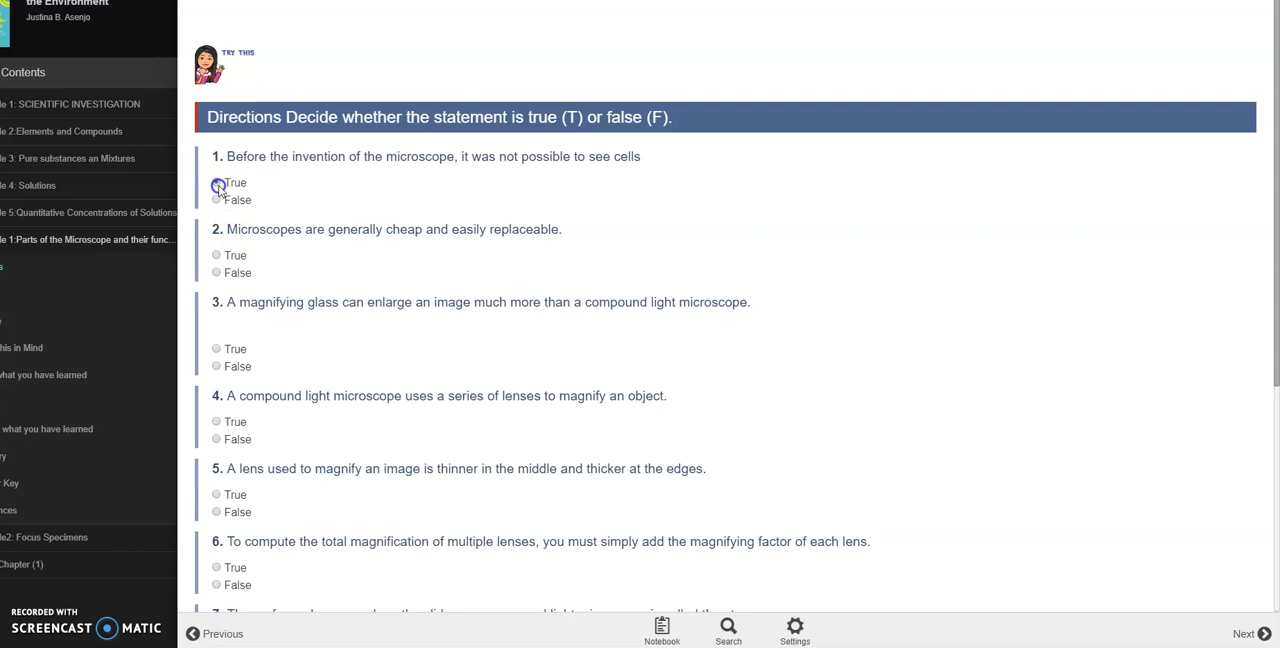 the Environment
Justina B. Asenjo
Contents
le 1: SCIENTIFIC INVESTIGATION
le 2:Elements and Compounds
le 3: Pure substances an Mixtures
le 4: Solutions
le 5:Quantitative Concentrations of Solutions
le 1:Parts of the Microscope and their func...
s
e
his in Mind
what you have learned
what you have learned
ry
r Key
nces
le2: Focus Specimens
Chapter (1)
RECORDED WITH
SCREENCAST MATIC
TRY THIS
Directions Decide whether the statement is true (T) or false (F).
1. Before the invention of the microscope, it was not possible to see cells
True
False
2. Microscopes are generally cheap and easily replaceable.
True
False
3. A magnifying glass can enlarge an image much more than a compound light microscope.
True
False
4. A compound light microscope uses a series of lenses to magnify an object.
True
False
5. A lens used to magnify an image is thinner in the middle and thicker at the edges.
True
False
6. To compute the total magnification of multiple lenses, you must simply add the magnifying factor of each lens.
True
False
Previous
Notebook
Search
Settings
Next